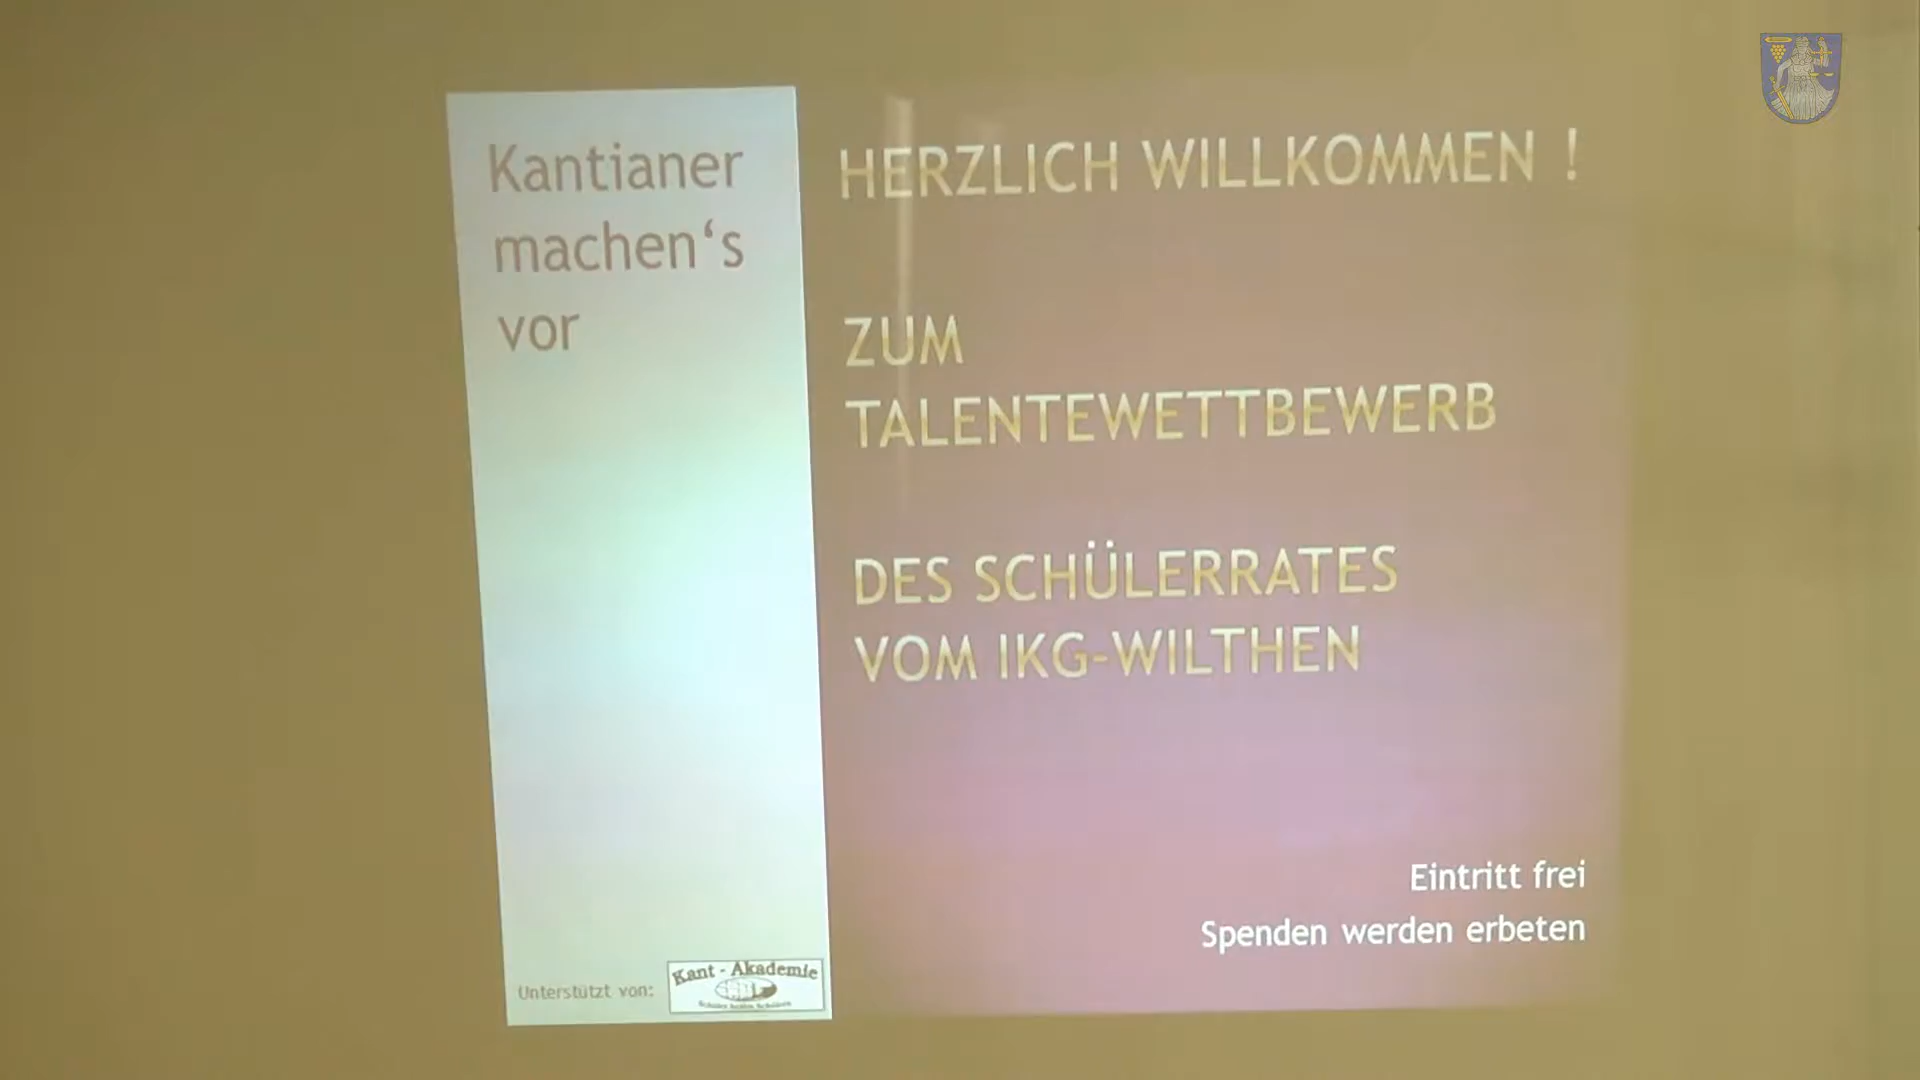 Kantianer
machen‘s
vor
HERZLICH WILLKOMMEN !
ZUM
TALENTEWETTBEWERB
DES SCHÜLERRATES
VOM IKG-WILTHEN
Eintritt frei
Spenden werden erbeten
Unterstützt von:
Kant - Akademie